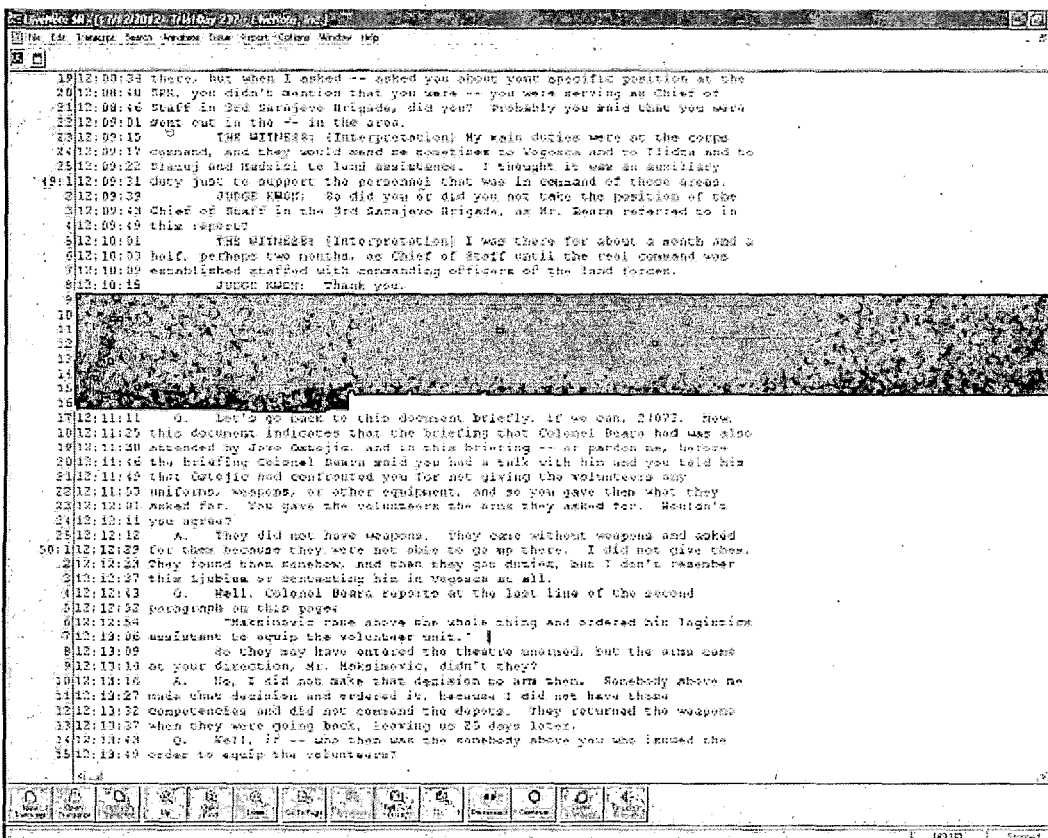 File Edit Transcript Search Annotate Issue Report Options Window Help
19 12:08:34 there, but when I asked -- asked you about your specific position at the
20 12:08:40 SRK, you didn't mention that you were -- you were serving as Chief of
21 12:08:46 Staff in 3rd Sarajevo Brigade, did you? Probably you said that you were
22 12:09:01 sent out in the -- in the area.
23 12:09:15 THE WITNESS: [Interpretation] My main duties were at the corps
24 12:09:17 command, and they would send me sometimes to Vogosca and to Ilidza and to
25 12:09:22 and Hadzici to lend assistance. I thought it was an auxiliary
49:1 12:09:31 duty just to support the personnel that was in command of those areas.
2 12:09:39 JUDGE KWON: So did you or did you not take the position of the
3 12:09:43 Chief of Staff in the 3rd Sarajevo Brigade, as Mr. Beara referred to in
4 12:09:49 this report?
5 12:10:01 THE WITNESS: [Interpretation] I was there for about a month and a
6 12:10:03 half, perhaps two months, as Chief of Staff until the real command was
7 12:10:09 established staffed with commanding officers of the land forces.
8 12:10:15 JUDGE KWON: Thank you.
9
10
11
12
13
14
15
16
17 12:11:11 Q. Let's go back to this document briefly, if we can, 21073. Now,
18 12:11:25 this document indicates that the briefing that Colonel Beara had was also
19 12:11:30 attended by Jovo Ostojic, and in this briefing -- or pardon me, before
20 12:11:46 the briefing Colonel Beara said you had a talk with him and you told him
21 12:11:49 that Ostojic had confronted you for not giving the volunteers any
22 12:11:53 uniforms, weapons, or other equipment, and so you gave them what they
23 12:12:01 asked for. You gave the volunteers the arms they asked for. Wouldn't
24 12:12:11 you agree?
25 12:12:12 A. They did not have weapons. They came without weapons and asked
50:1 12:12:29 for them because they were not able to go up there. I did not give them.
2 12:12:23 They found them somehow, and then they got duties, but I don't remember
3 12:12:37 this Ljubisa or contacting him in Vogosca at all.
4 12:12:43 Q. Well, Colonel Beara reports at the last line of the second
5 12:12:52 paragraph on this page:
6 12:12:54 "Maksimovic rose above the whole thing and ordered his logistics
7 12:13:06 assistant to equip the volunteer unit."
8 12:13:09 So they may have entered the theatre unarmed, but the arms came
9 12:13:14 at your direction, Mr. Maksimovic, didn't they?
10 12:13:16 A. No, I did not make that decision to arm them. Somebody above me
11 12:13:27 made that decision and ordered it, because I did not have those
12 12:13:32 competencies and did not command the depots. They returned the weapons
13 12:13:37 when they were going back, leaving us 25 days later.
14 12:13:43 Q. Well, if -- who then was the somebody above you who issued the
15 12:13:49 order to equip the volunteers?